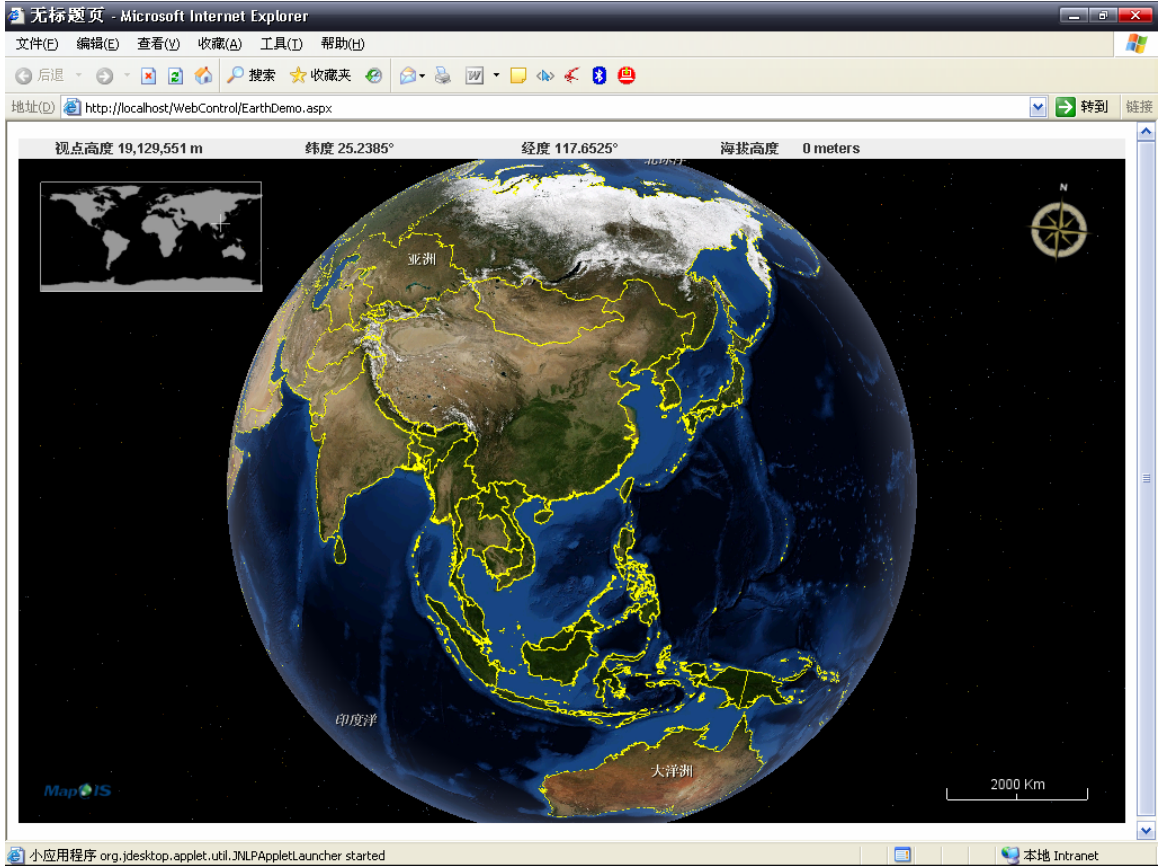 无标题页 - Microsoft Internet Explorer
文件(F) 编辑(E) 查看(V) 收藏(A) 工具(T) 帮助(H)
后退 搜索 收藏夹
地址(D) http://localhost/WebControl/EarthDemo.aspx 转到 链接
视点高度 19,129,551 m 纬度 25.2385° 经度 117.6525° 海拔高度 0 meters
北冰洋
N
亚洲
印度洋
大洋洲
MapGIS
2000 Km
小应用程序 org.jdesktop.applet.util.JNLPAppletLauncher started 本地 Intranet